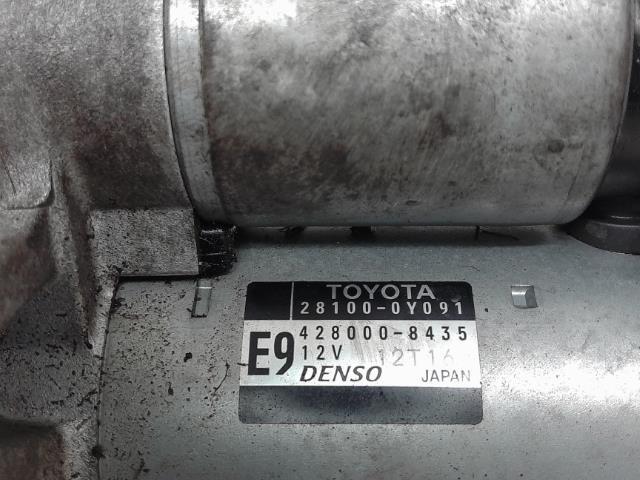 TOYOTA
28100-0Y091
E9 428000-8435
12V 12T16
DENSO JAPAN